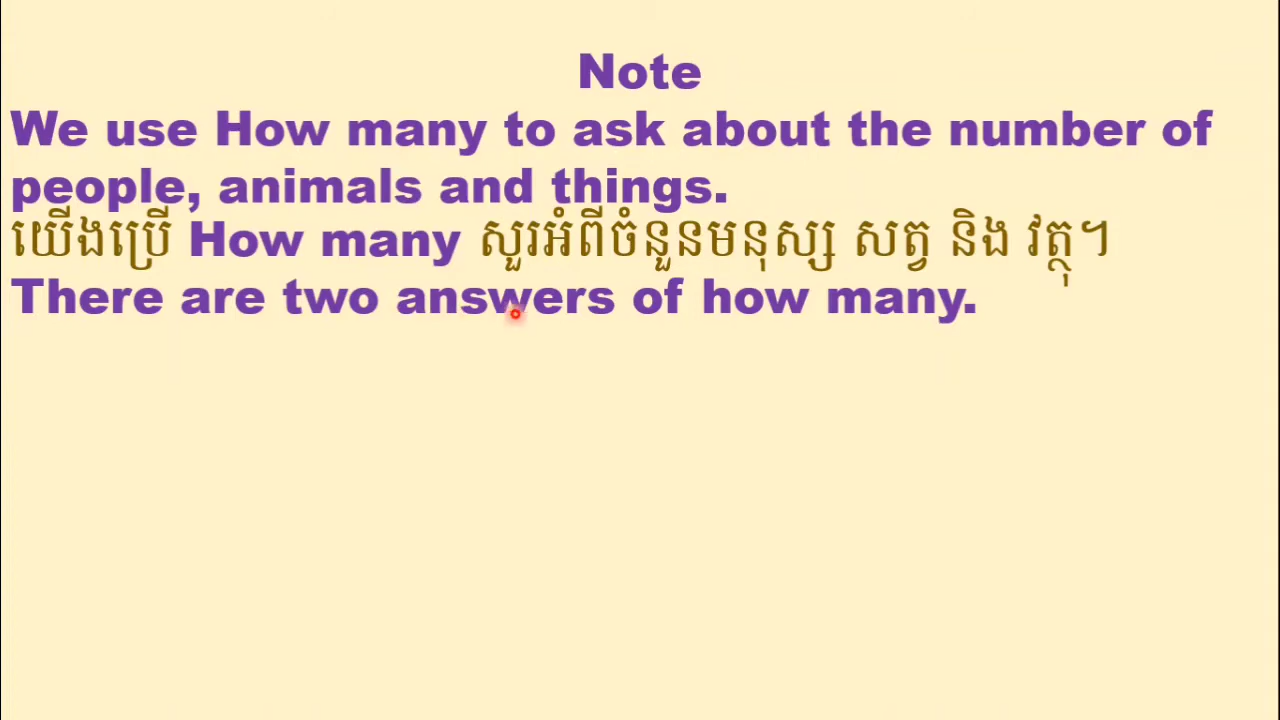 Note
We use How many to ask about the number of
people, animals and things.
យើងប្រើ How many សួរអំពីចំនួនមនុស្ស សត្វ និង វត្ថុ។
There are two answers of how many.